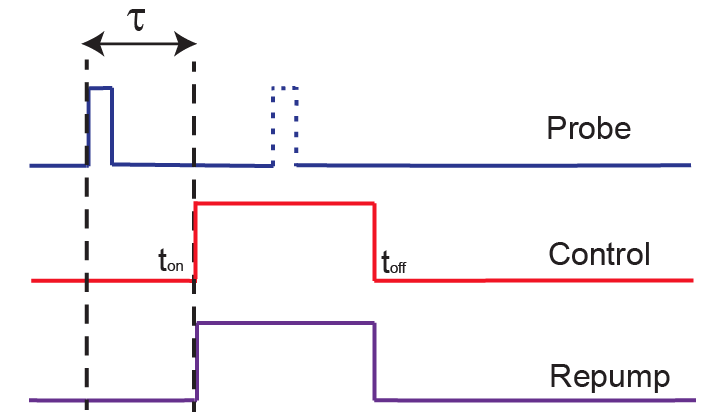 τ
Probe
t_on
t_off
Control
Repump